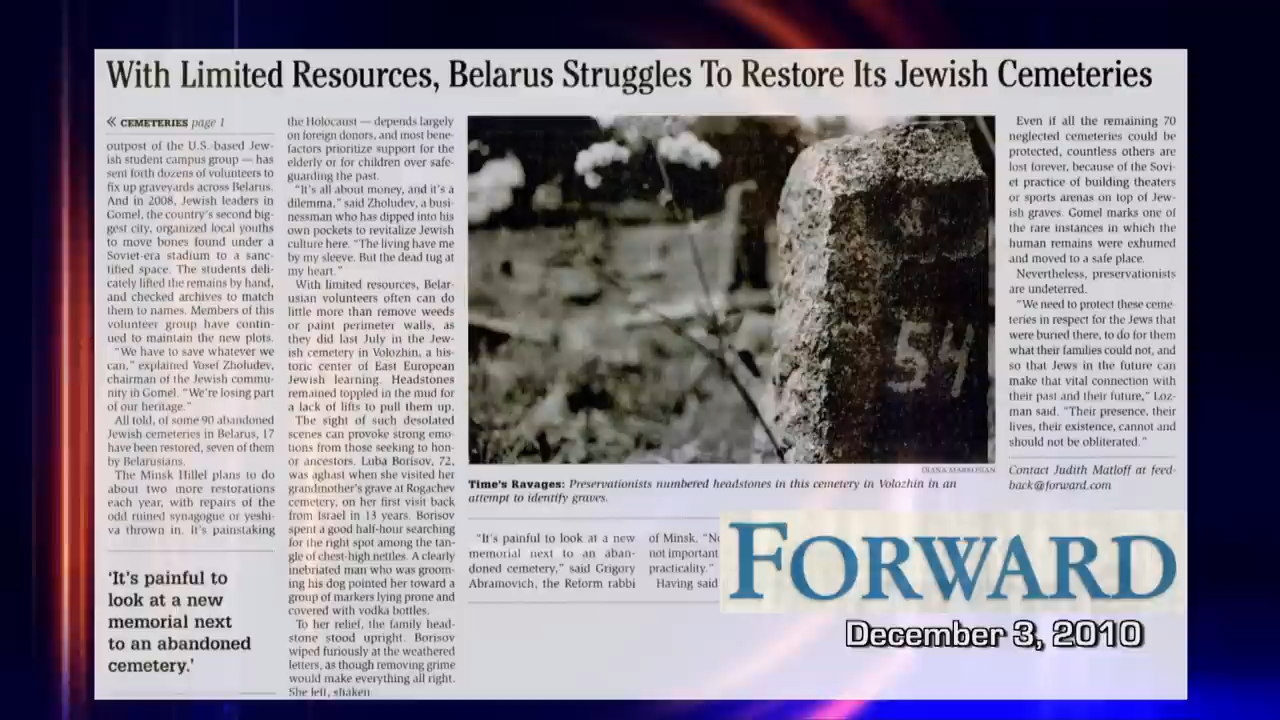 With Limited Resources, Belarus Struggles To Restore Its Jewish Cemeteries
« CEMETERIES page 1
outpost of the U.S.-based Jew-
ish student campus group — has
sent forth dozens of volunteers to
fix up graveyards across Belarus.
And in 2008, Jewish leaders in
Gomel, the country's second big-
gest city, organized local youths
to move bones found under a
Soviet-era stadium to a sanc-
tified space. The students deli-
cately lifted the remains by hand,
and checked archives to match
them to names. Members of this
volunteer group have contin-
ued to maintain the new plots.
"We have to save whatever we
can," explained Yosef Zholudev,
chairman of the Jewish commu-
nity in Gomel. "We're losing part
of our heritage."
All told, of some 90 abandoned
Jewish cemeteries in Belarus, 17
have been restored, seven of them
by Belarusians.
The Minsk Hillel plans to do
about two more restorations
each year, with repairs of the
odd ruined synagogue or yeshi-
va thrown in. It's painstaking
'It's painful to
look at a new
memorial next
to an abandoned
cemetery.'
the Holocaust — depends largely
on foreign donors, and most bene-
factors prioritize support for the
elderly or for children over safe-
guarding the past.
"It's all about money, and it's a
dilemma," said Zholudev, a busi-
nessman who has dipped into his
own pockets to revitalize Jewish
culture here. "The living have me
by my sleeve. But the dead tug at
my heart."
With limited resources, Belar-
usian volunteers often can do
little more than remove weeds
or paint perimeter walls, as
they did last July in the Jew-
ish cemetery in Volozhin, a his-
toric center of East European
Jewish learning. Headstones
remained toppled in the mud for
a lack of lifts to pull them up.
The sight of such desolated
scenes can provoke strong emo-
tions from those seeking to hon-
or ancestors. Luba Borisov, 72,
was aghast when she visited her
grandmother's grave at Rogachev
cemetery, on her first visit back
from Israel in 13 years. Borisov
spent a good half-hour searching
for the right spot among the tan-
gle of chest-high nettles. A clearly
inebriated man who was groom-
ing his dog pointed her toward a
group of markers lying prone and
covered with vodka bottles.
To her relief, the family head-
stone stood upright. Borisov
wiped furiously at the weathered
letters, as though removing grime
would make everything all right.
She left, shaken
54
DIANA MARKOSIAN
Time's Ravages: Preservationists numbered headstones in this cemetery in Volozhin in an
attempt to identify graves.
"It's painful to look at a new
memorial next to an aban-
doned cemetery," said Grigory
Abramovich, the Reform rabbi
of Minsk. "No
not important
practicality."
Having said
Even if all the remaining 70
neglected cemeteries could be
protected, countless others are
lost forever, because of the Sovi-
et practice of building theaters
or sports arenas on top of Jew-
ish graves. Gomel marks one of
the rare instances in which the
human remains were exhumed
and moved to a safe place.
Nevertheless, preservationists
are undeterred.
"We need to protect these ceme-
teries in respect for the Jews that
were buried there, to do for them
what their families could not, and
so that Jews in the future can
make that vital connection with
their past and their future," Loz-
man said. "Their presence, their
lives, their existence, cannot and
should not be obliterated."
Contact Judith Matloff at feed-
back@forward.com
FORWARD
December 3, 2010